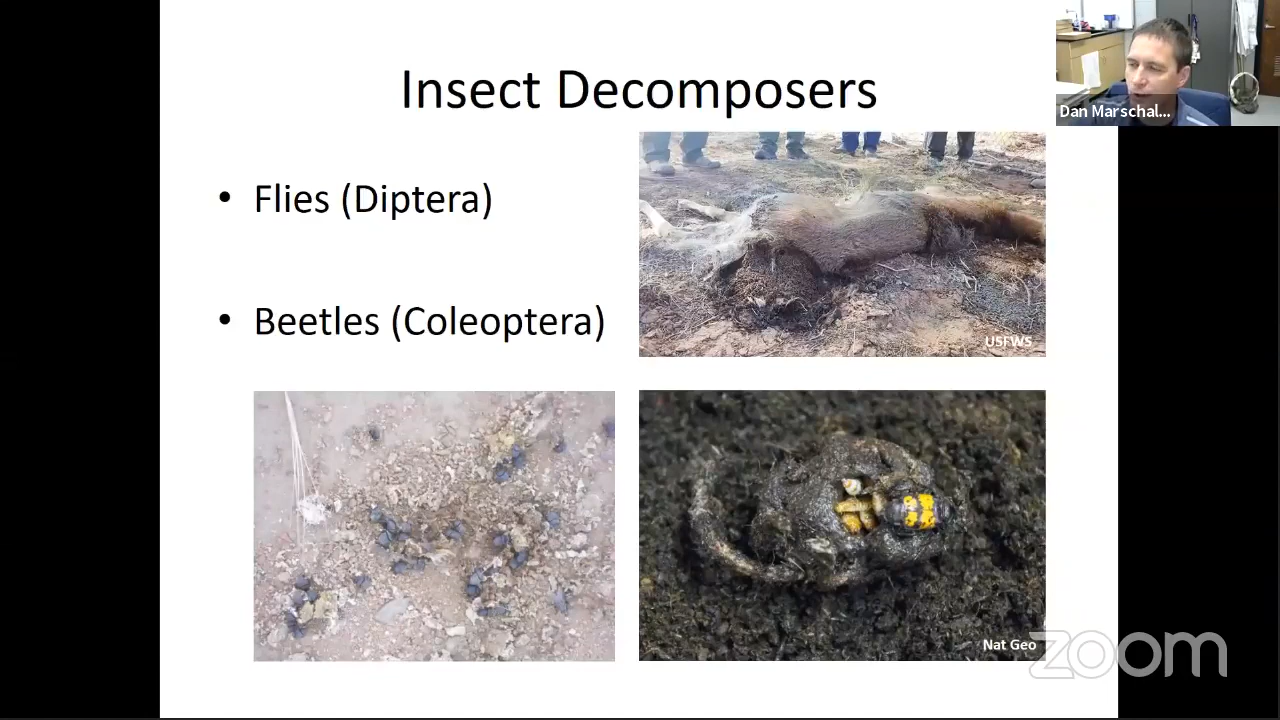 Insect Decomposers
Dan Marschal...
• Flies (Diptera)
• Beetles (Coleoptera)
USFWS
Nat Geo
zoom